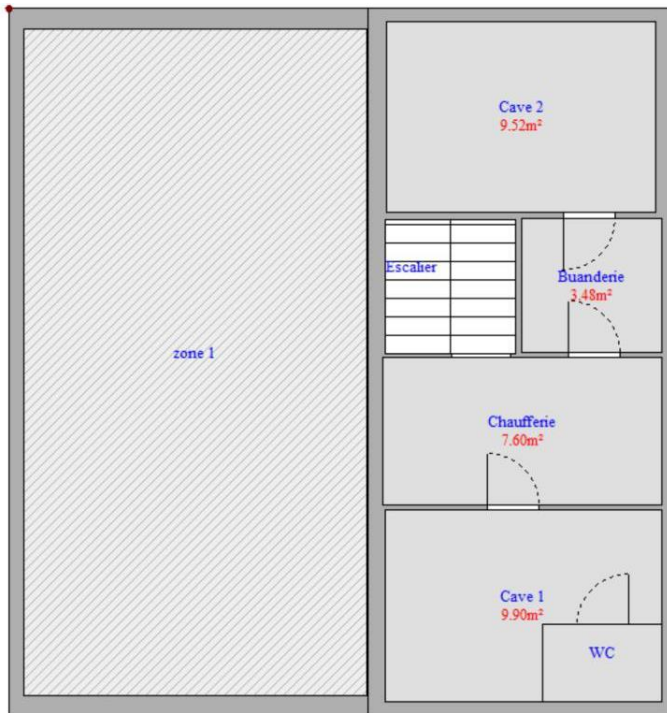 Cave 2
9.52m²
Escalier
Buanderie
3.48m²
zone 1
Chaufferie
7.60m²
Cave 1
9.90m²
WC